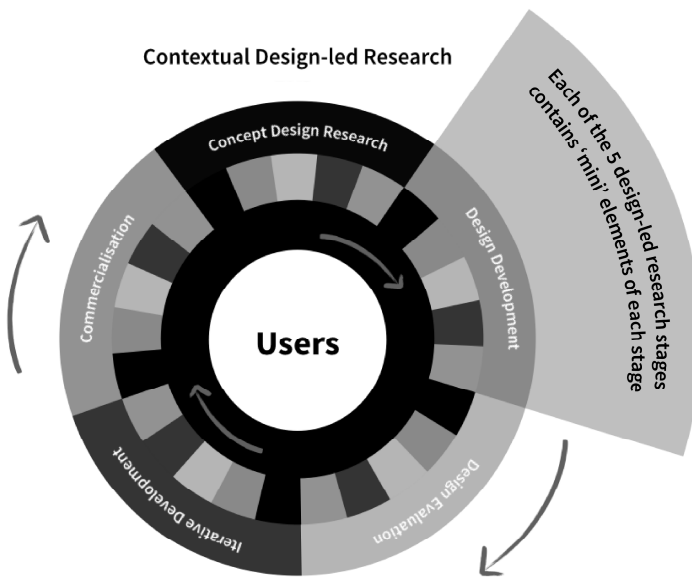 Contextual Design-led Research
Concept Design Research
Each of the 5 design-led research stages
contains ‘mini’ elements of each stage
Design Development
Commercialisation
Users
Iterative Development
Design Evaluation